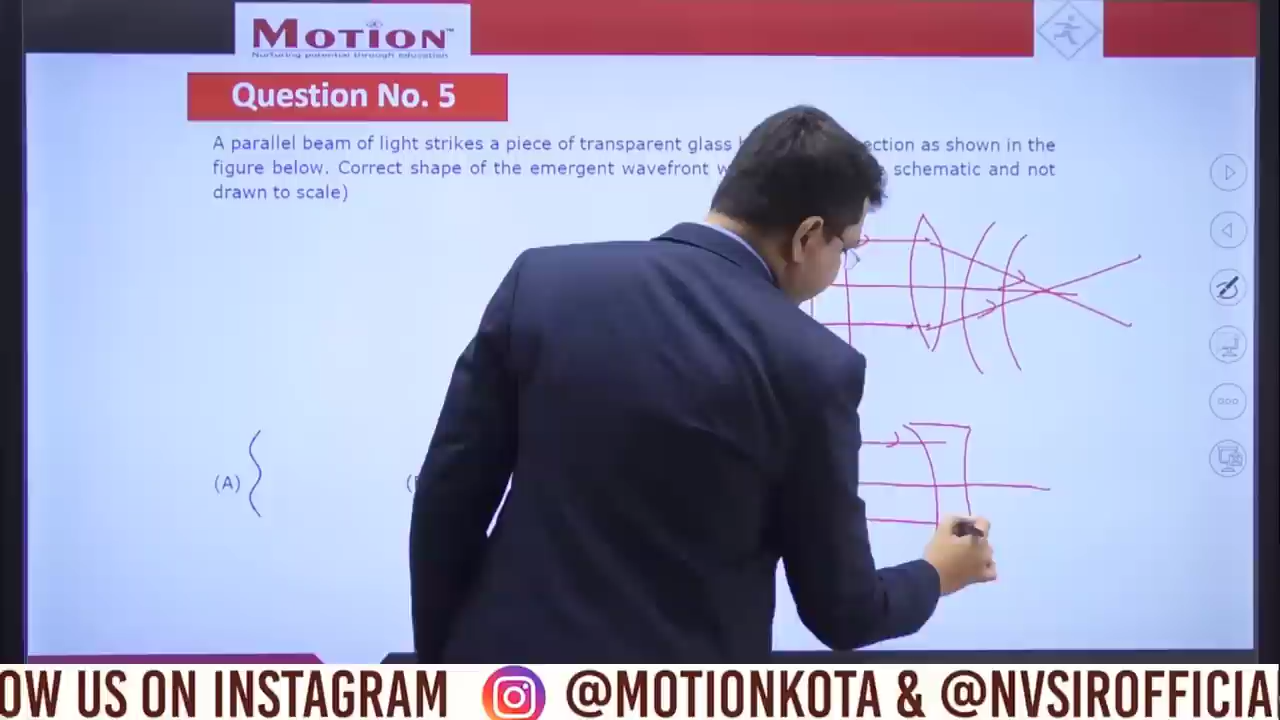 MOTION™
Nurturing potential through education
Question No. 5
A parallel beam of light strikes a piece of transparent glass ection as shown in the
figure below. Correct shape of the emergent wavefront schematic and not
drawn to scale)
(A)
OW US ON INSTAGRAM @MOTIONKOTA & @NVSIROFFICIA